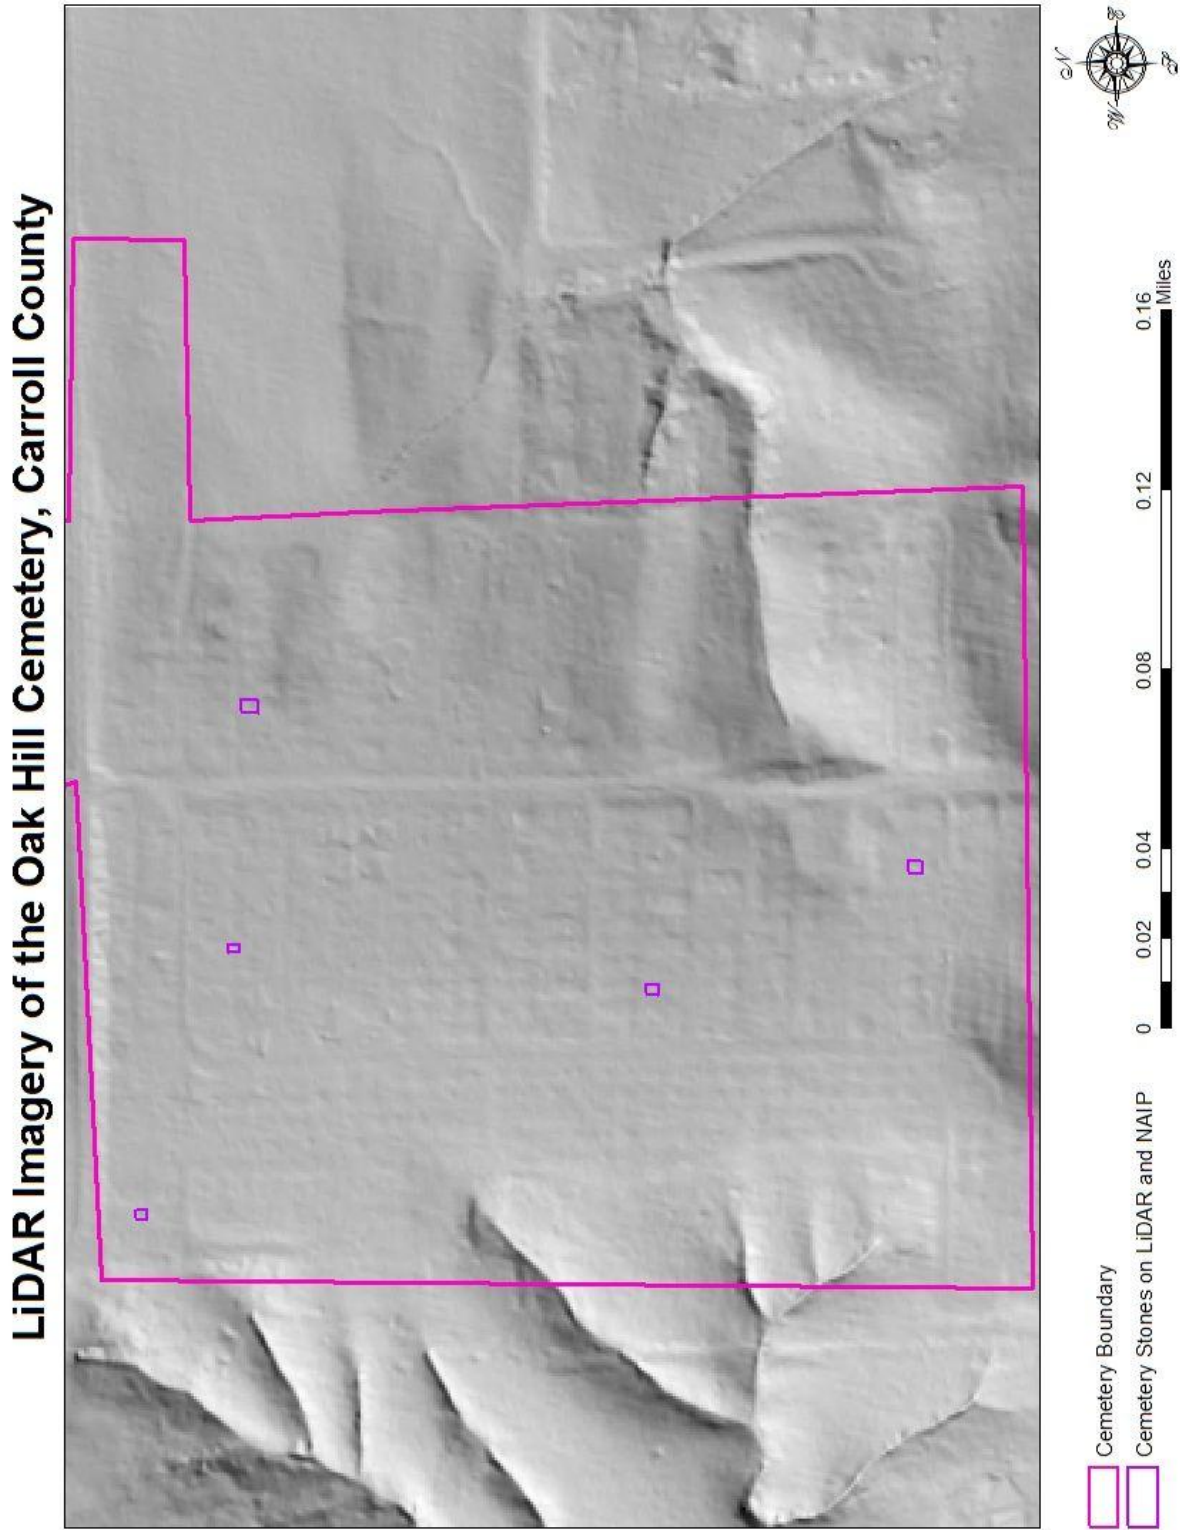 LiDAR Imagery of the Oak Hill Cemetery, Carroll County
N
W
E
S
Cemetery Boundary
Cemetery Stones on LiDAR and NAIP
0 0.02 0.04 0.08 0.12 0.16
Miles